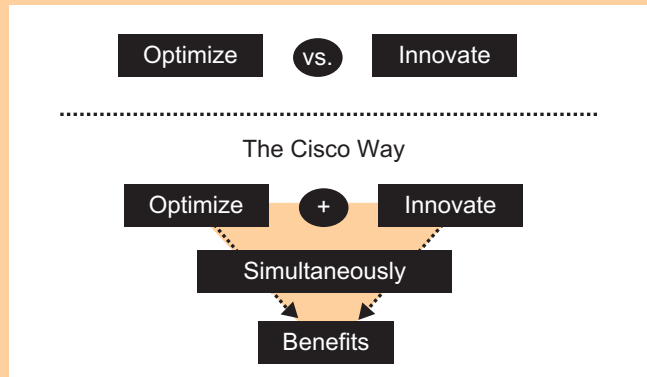 Optimize vs. Innovate
The Cisco Way
Optimize + Innovate
Simultaneously
Benefits